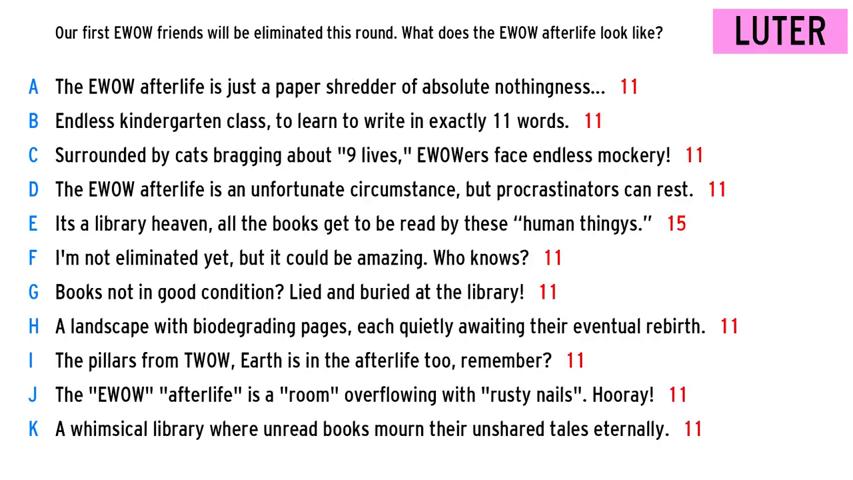 Our first EWOW friends will be eliminated this round. What does the EWOW afterlife look like?
LUTER
A The EWOW afterlife is just a paper shredder of absolute nothingness... 11
B Endless kindergarten class, to learn to write in exactly 11 words. 11
C Surrounded by cats bragging about "9 lives," EWOWers face endless mockery! 11
D The EWOW afterlife is an unfortunate circumstance, but procrastinators can rest. 11
E Its a library heaven, all the books get to be read by these “human thingys.” 15
F I'm not eliminated yet, but it could be amazing. Who knows? 11
G Books not in good condition? Lied and buried at the library! 11
H A landscape with biodegrading pages, each quietly awaiting their eventual rebirth. 11
I The pillars from TWOW, Earth is in the afterlife too, remember? 11
J The "EWOW" "afterlife" is a "room" overflowing with "rusty nails". Hooray! 11
K A whimsical library where unread books mourn their unshared tales eternally. 11